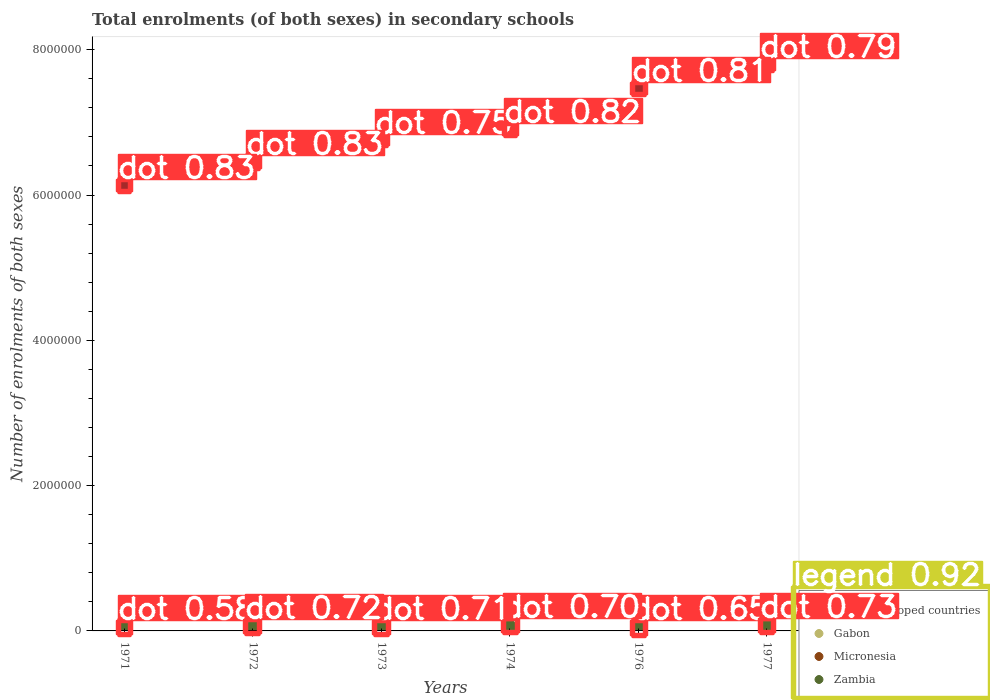 Total enrolments (of both sexes) in secondary schools
8000000
6000000
4000000
2000000
0
Number of enrolments of both sexes
dot 0.83
dot 0.83
dot 0.75
dot 0.82
dot 0.81
dot 0.79
dot 0.58
dot 0.72
dot 0.71
dot 0.70
dot 0.65
dot 0.73
legend 0.92
oped countries
Gabon
Micronesia
Zambia
1971
1972
1973
1974
1976
1977
Years